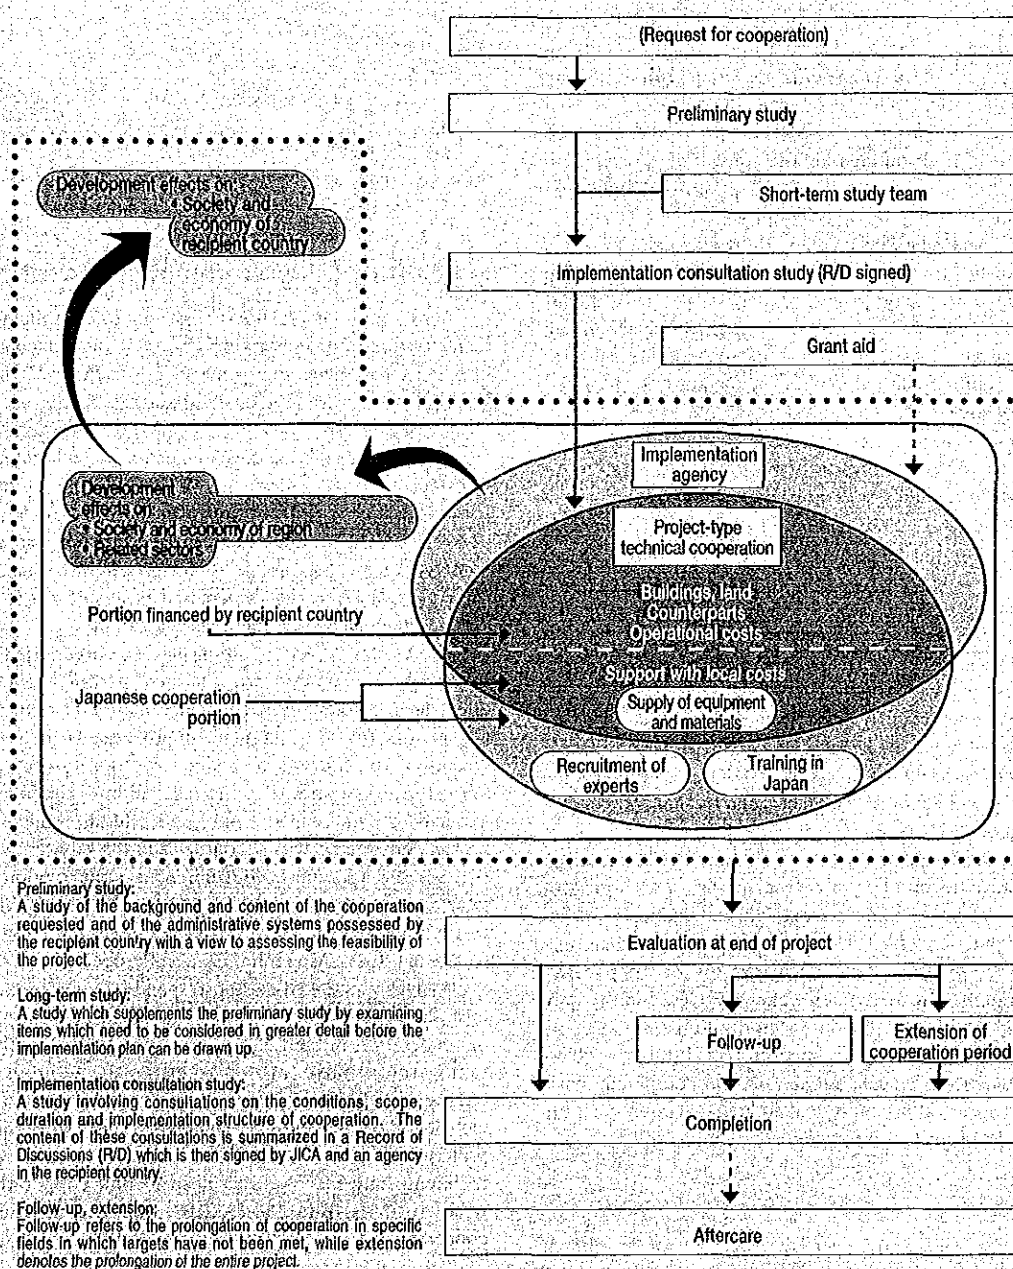 (Request for cooperation)
Preliminary study
Short-term study team
Implementation consultation study (R/D signed)
Grant aid
Development effects on:
• Society and
economy of
recipient country
Implementation
agency
Development
effects on
• Society and economy of region
• Related sectors
Project-type
technical cooperation
Buildings, land
Counterparts
Operational costs
Portion financed by recipient country
Support with local costs
Japanese cooperation
portion
Supply of equipment
and materials
Recruitment of
experts
Training in
Japan
Preliminary study:
A study of the background and content of the cooperation
requested and of the administrative systems possessed by
the recipient country with a view to assessing the feasibility of
the project.
Long-term study:
A study which supplements the preliminary study by examining
items which need to be considered in greater detail before the
implementation plan can be drawn up.
Implementation consultation study:
A study involving consultations on the conditions, scope,
duration and implementation structure of cooperation. The
content of these consultations is summarized in a Record of
Discussions (R/D) which is then signed by JICA and an agency
in the recipient country.
Follow-up, extension:
Follow-up refers to the prolongation of cooperation in specific
fields in which targets have not been met, while extension
denotes the prolongation of the entire project.
Evaluation at end of project
Follow-up
Extension of
cooperation period
Completion
Aftercare